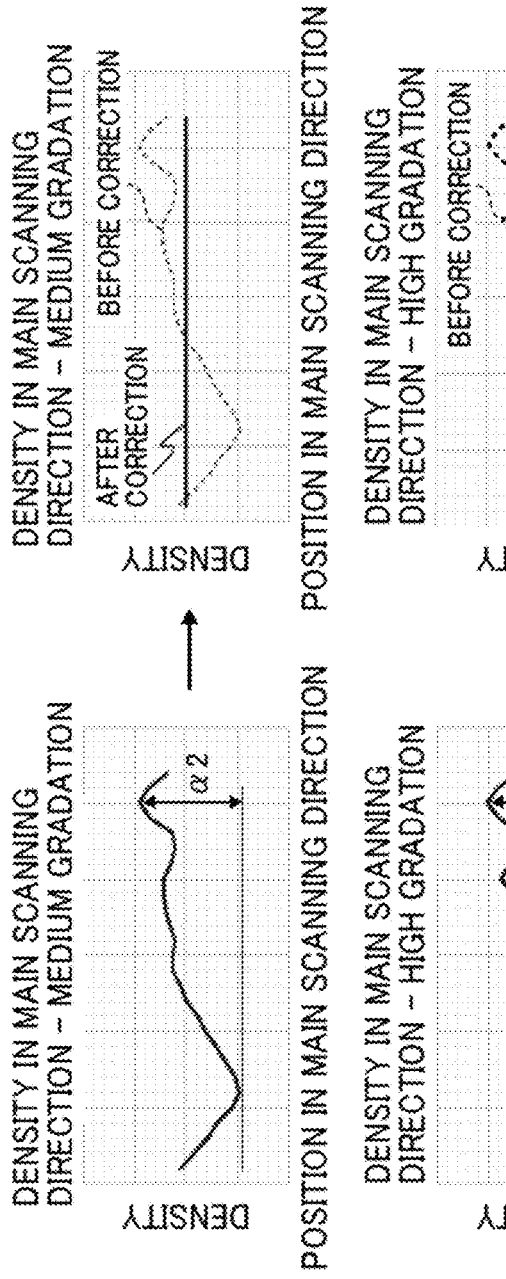 DENSITY IN MAIN SCANNING
DIRECTION – MEDIUM GRADATION
DENSITY
α2
POSITION IN MAIN SCANNING DIRECTION
DENSITY IN MAIN SCANNING
DIRECTION – MEDIUM GRADATION
DENSITY
AFTER
CORRECTION
BEFORE CORRECTION
POSITION IN MAIN SCANNING DIRECTION
DENSITY IN MAIN SCANNING
DIRECTION – HIGH GRADATION
TY
DENSITY IN MAIN SCANNING
DIRECTION – HIGH GRADATION
TY
BEFORE CORRECTION